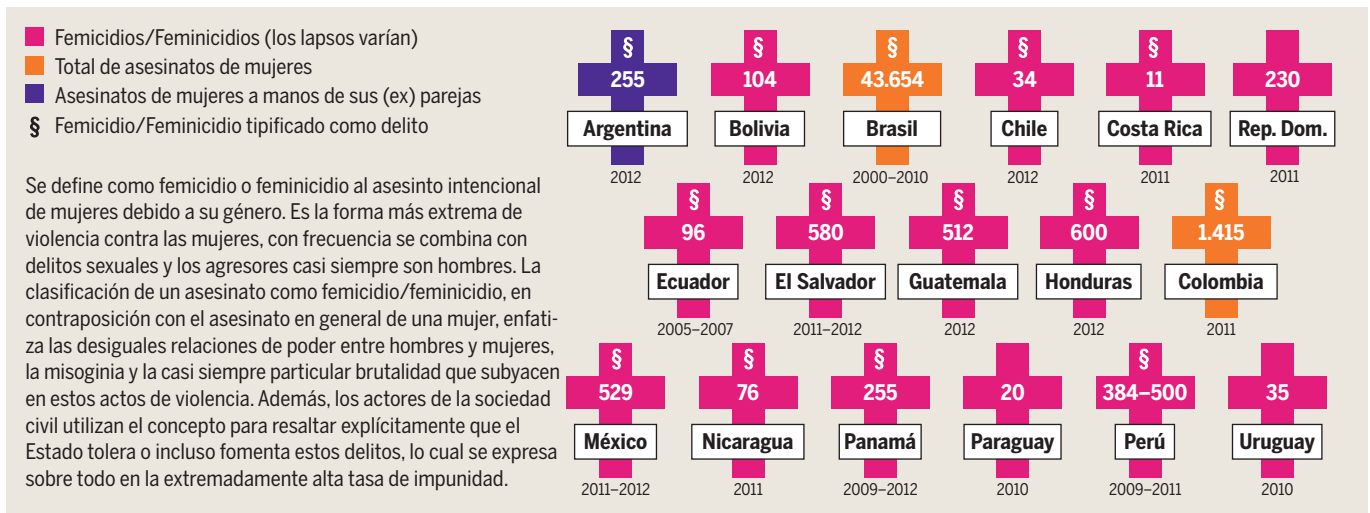 Femicidios/Feminicidios (los lapsos varían)
Total de asesinatos de mujeres
Asesinatos de mujeres a manos de sus (ex) parejas
§ Femicidio/Feminicidio tipificado como delito
Se define como femicidio o feminicidio al asesinto intencional
de mujeres debido a su género. Es la forma más extrema de
violencia contra las mujeres, con frecuencia se combina con
delitos sexuales y los agresores casi siempre son hombres. La
clasificación de un asesinato como femicidio/feminicidio, en
contraposición con el asesinato en general de una mujer, enfati-
za las desiguales relaciones de poder entre hombres y mujeres,
la misoginia y la casi siempre particular brutalidad que subyacen
en estos actos de violencia. Además, los actores de la sociedad
civil utilizan el concepto para resaltar explícitamente que el
Estado tolera o incluso fomenta estos delitos, lo cual se expresa
sobre todo en la extremadamente alta tasa de impunidad.
§ § § § §
255 104 43.654 34 11 230
Argentina Bolivia Brasil Chile Costa Rica Rep. Dom.
2012 2012 2000–2010 2012 2011 2011
§ § § § §
96 580 512 600 1.415
Ecuador El Salvador Guatemala Honduras Colombia
2005–2007 2011–2012 2012 2012 2011
§ § § §
529 76 255 20 384–500 35
México Nicaragua Panamá Paraguay Perú Uruguay
2011–2012 2011 2009–2012 2010 2009–2011 2010